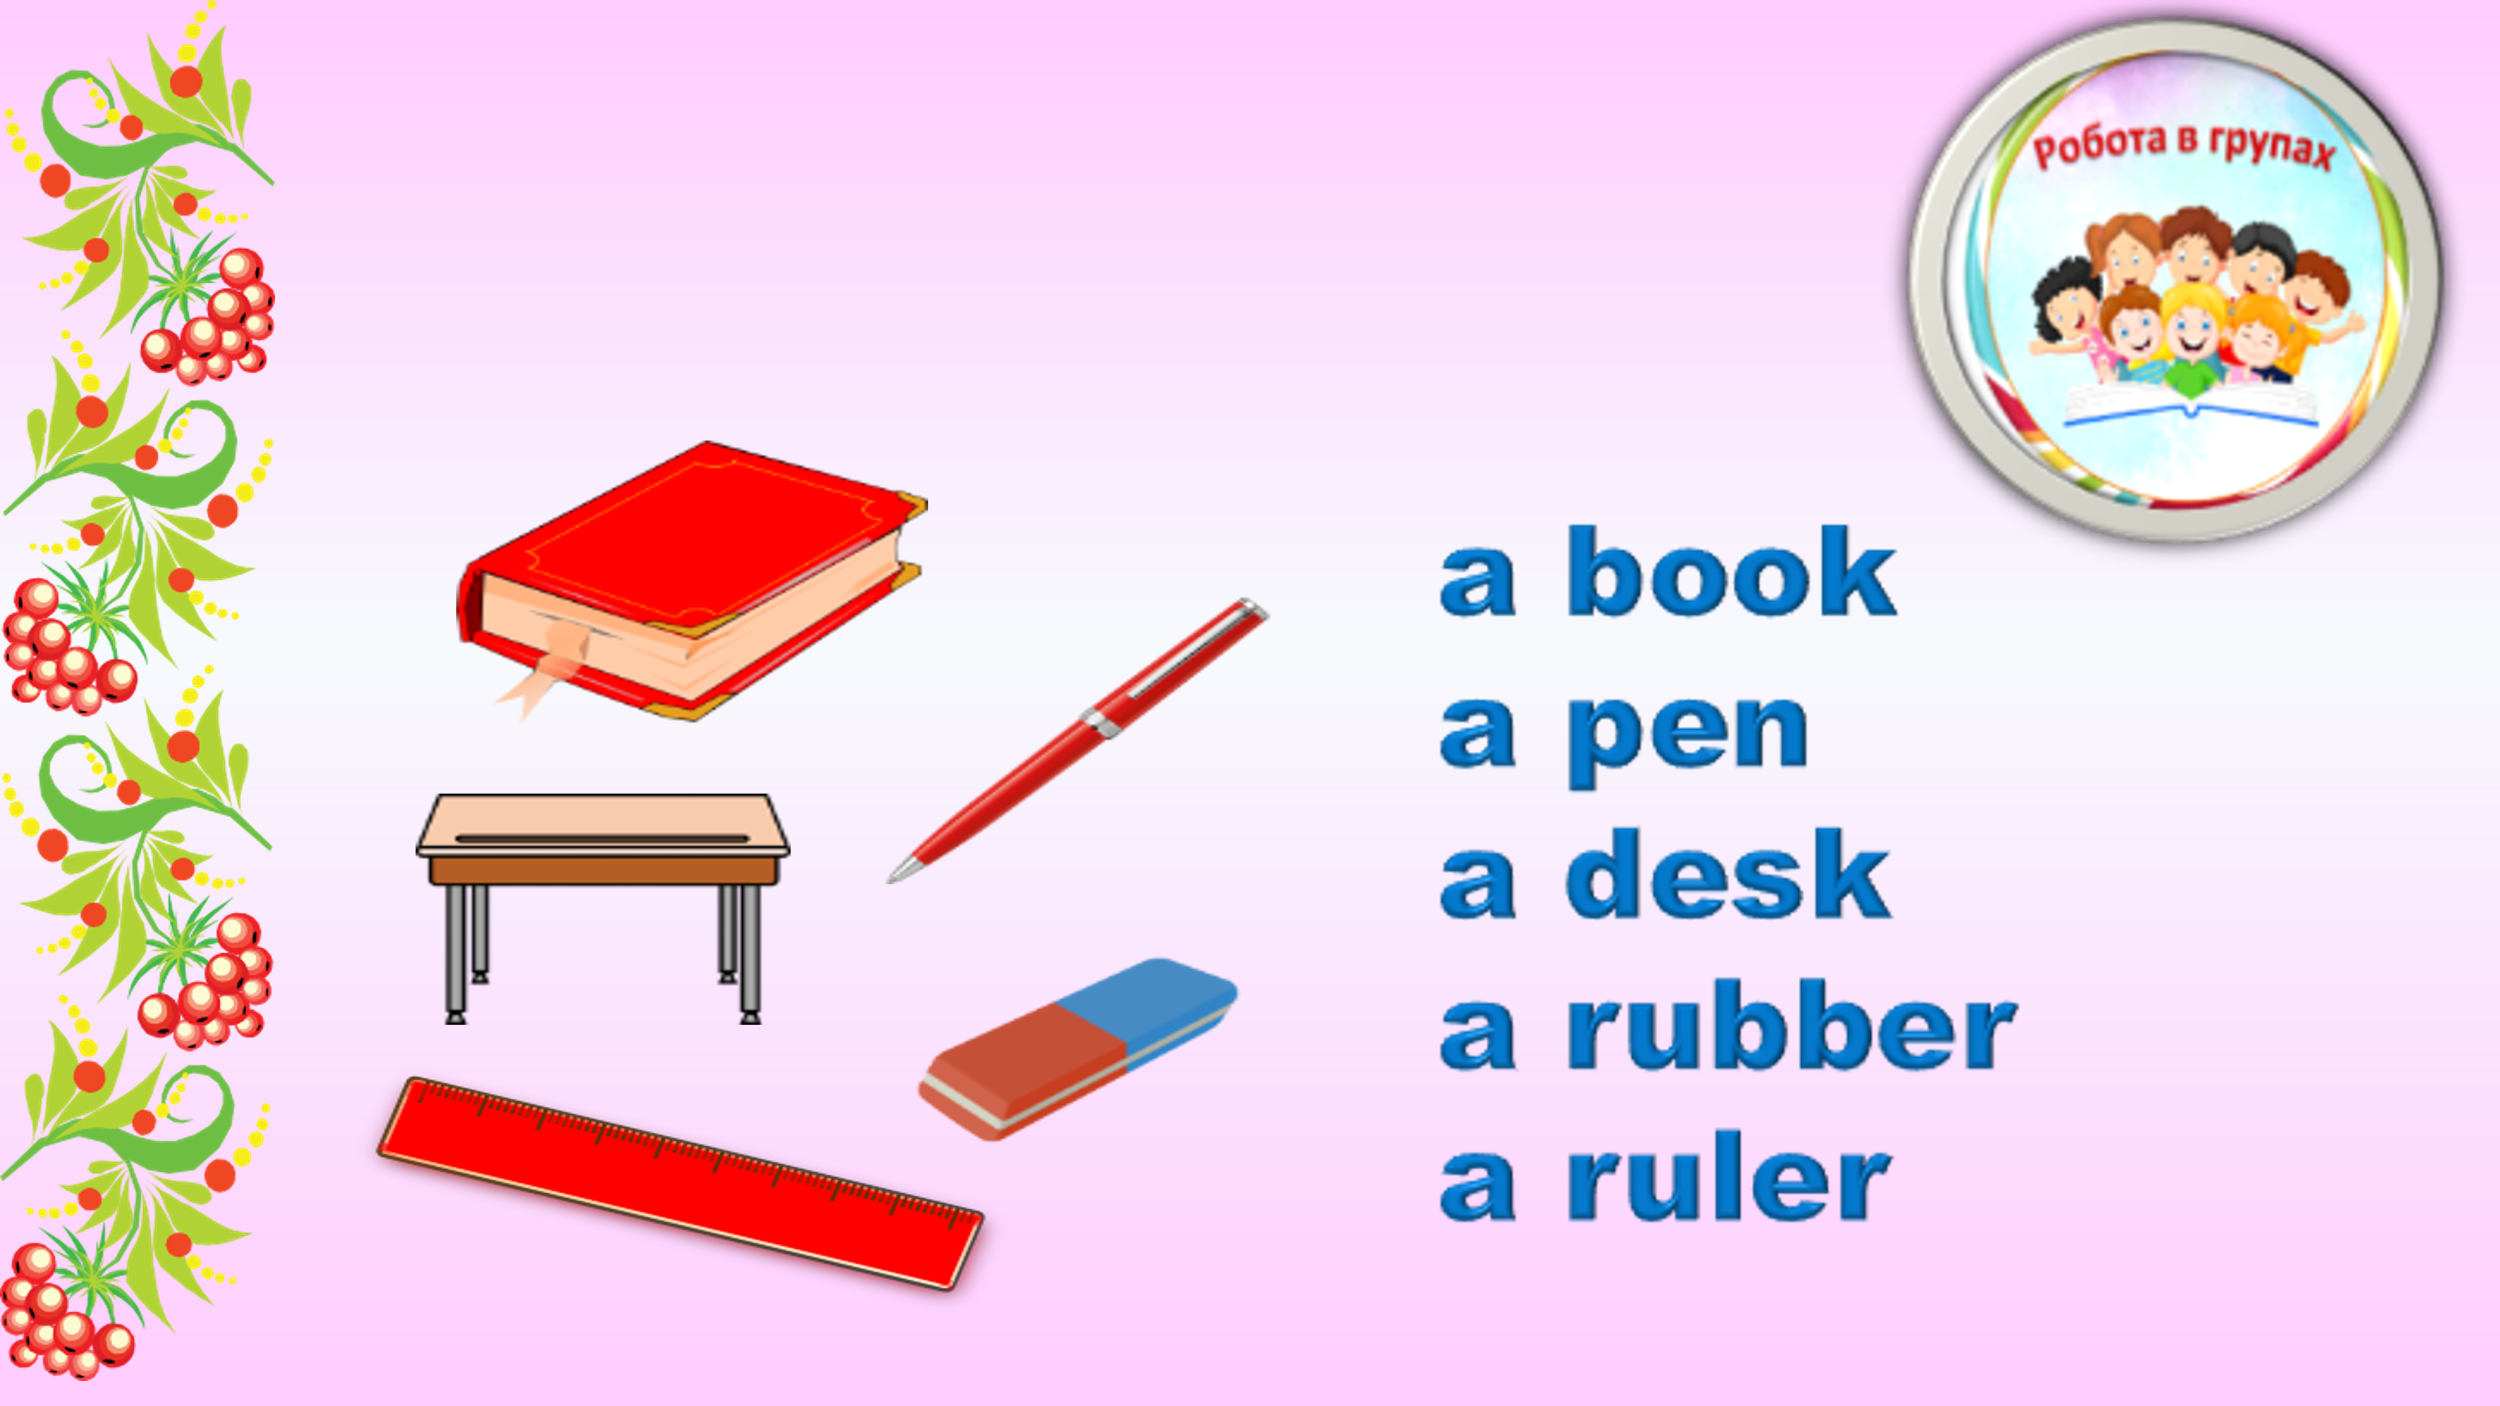 Робота в групах
a book
a pen
a desk
a rubber
a ruler